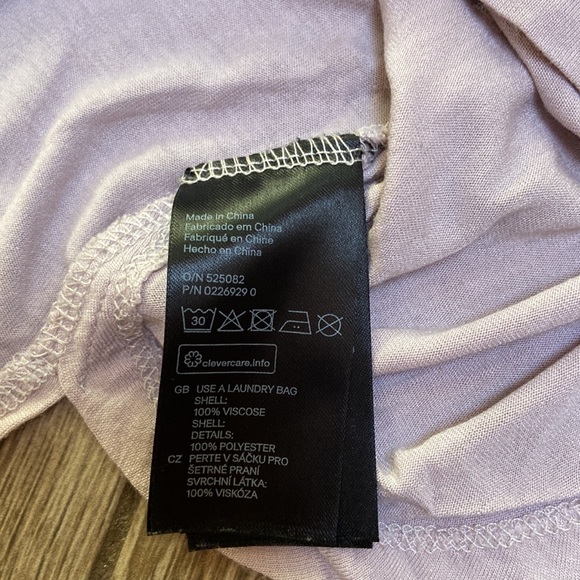 Made in China
Fabricado em China
Fabriqué en Chine
Hecho en China
O/N 525082
P/N 0226929 0
30
clevercare.info
GB USE A LAUNDRY BAG
SHELL:
100% VISCOSE
SHELL:
DETAILS:
100% POLYESTER
CZ PERTE V SÁČKU PRO
ŠETRNÉ PRANÍ
SVRCHNÍ LÁTKA:
100% VISKÓZA